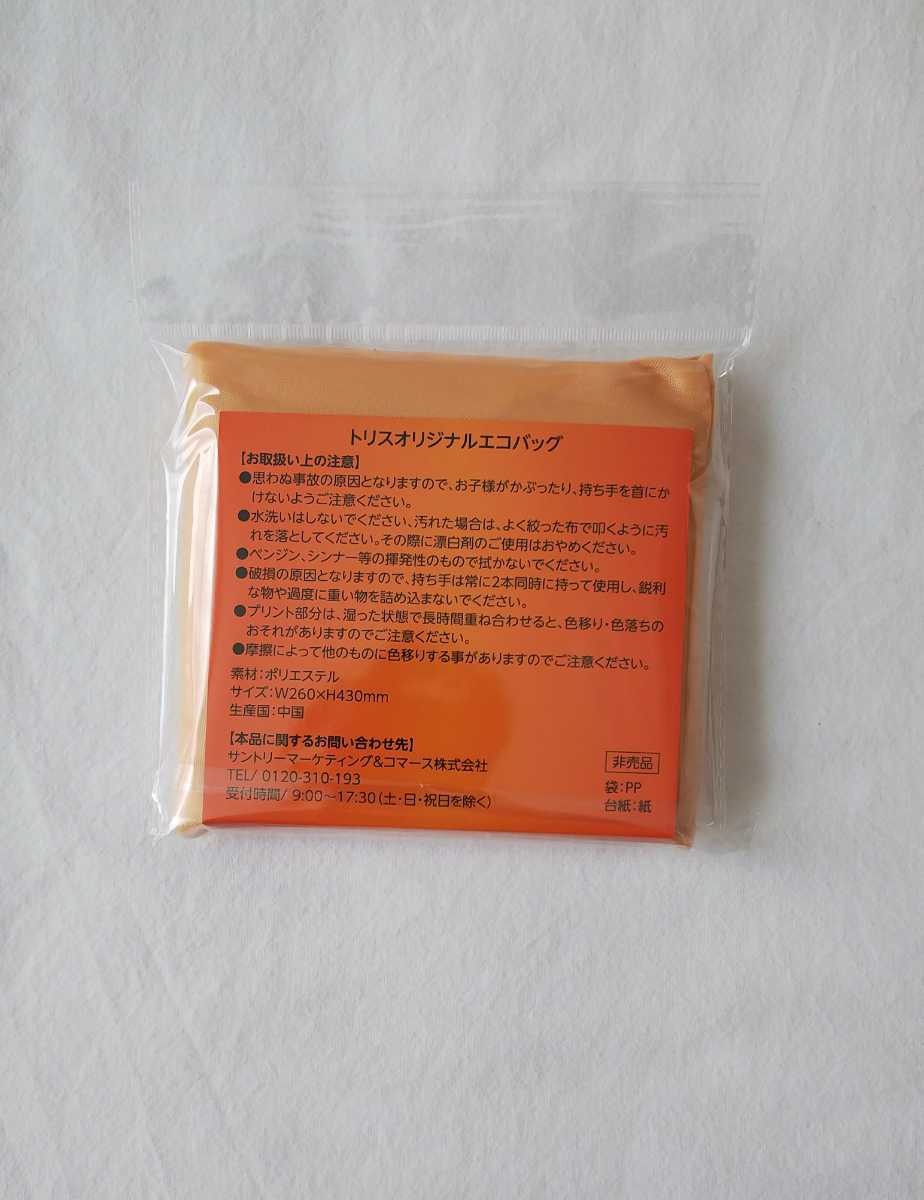 トリスオリジナルエコバッグ
【お取扱い上の注意】
●思わぬ事故の原因となりますので、お子様がかぶったり、持ち手を首にか
けないようご注意ください。
●水洗いはしないでください、汚れた場合は、よく絞った布で叩くように汚
れを落としてください。その際に漂白剤のご使用はおやめください。
●ベンジン、シンナー等の揮発性のもので拭かないでください。
●破損の原因となりますので、持ち手は常に2本同時に持って使用し、鋭利
な物や過度に重い物を詰め込まないでください。
●プリント部分は、湿った状態で長時間重ね合わせると、色移り・色落ちの
おそれがありますのでご注意ください。
●摩擦によって他のものに色移りする事がありますのでご注意ください。
素材：ポリエステル
サイズ：W260×H430mm
生産国：中国
【本品に関するお問い合わせ先】
サントリーマーケティング&コマース株式会社
TEL/ 0120-310-193
受付時間/ 9:00〜17:30（土・日・祝日を除く）
非売品
袋：PP
台紙：紙